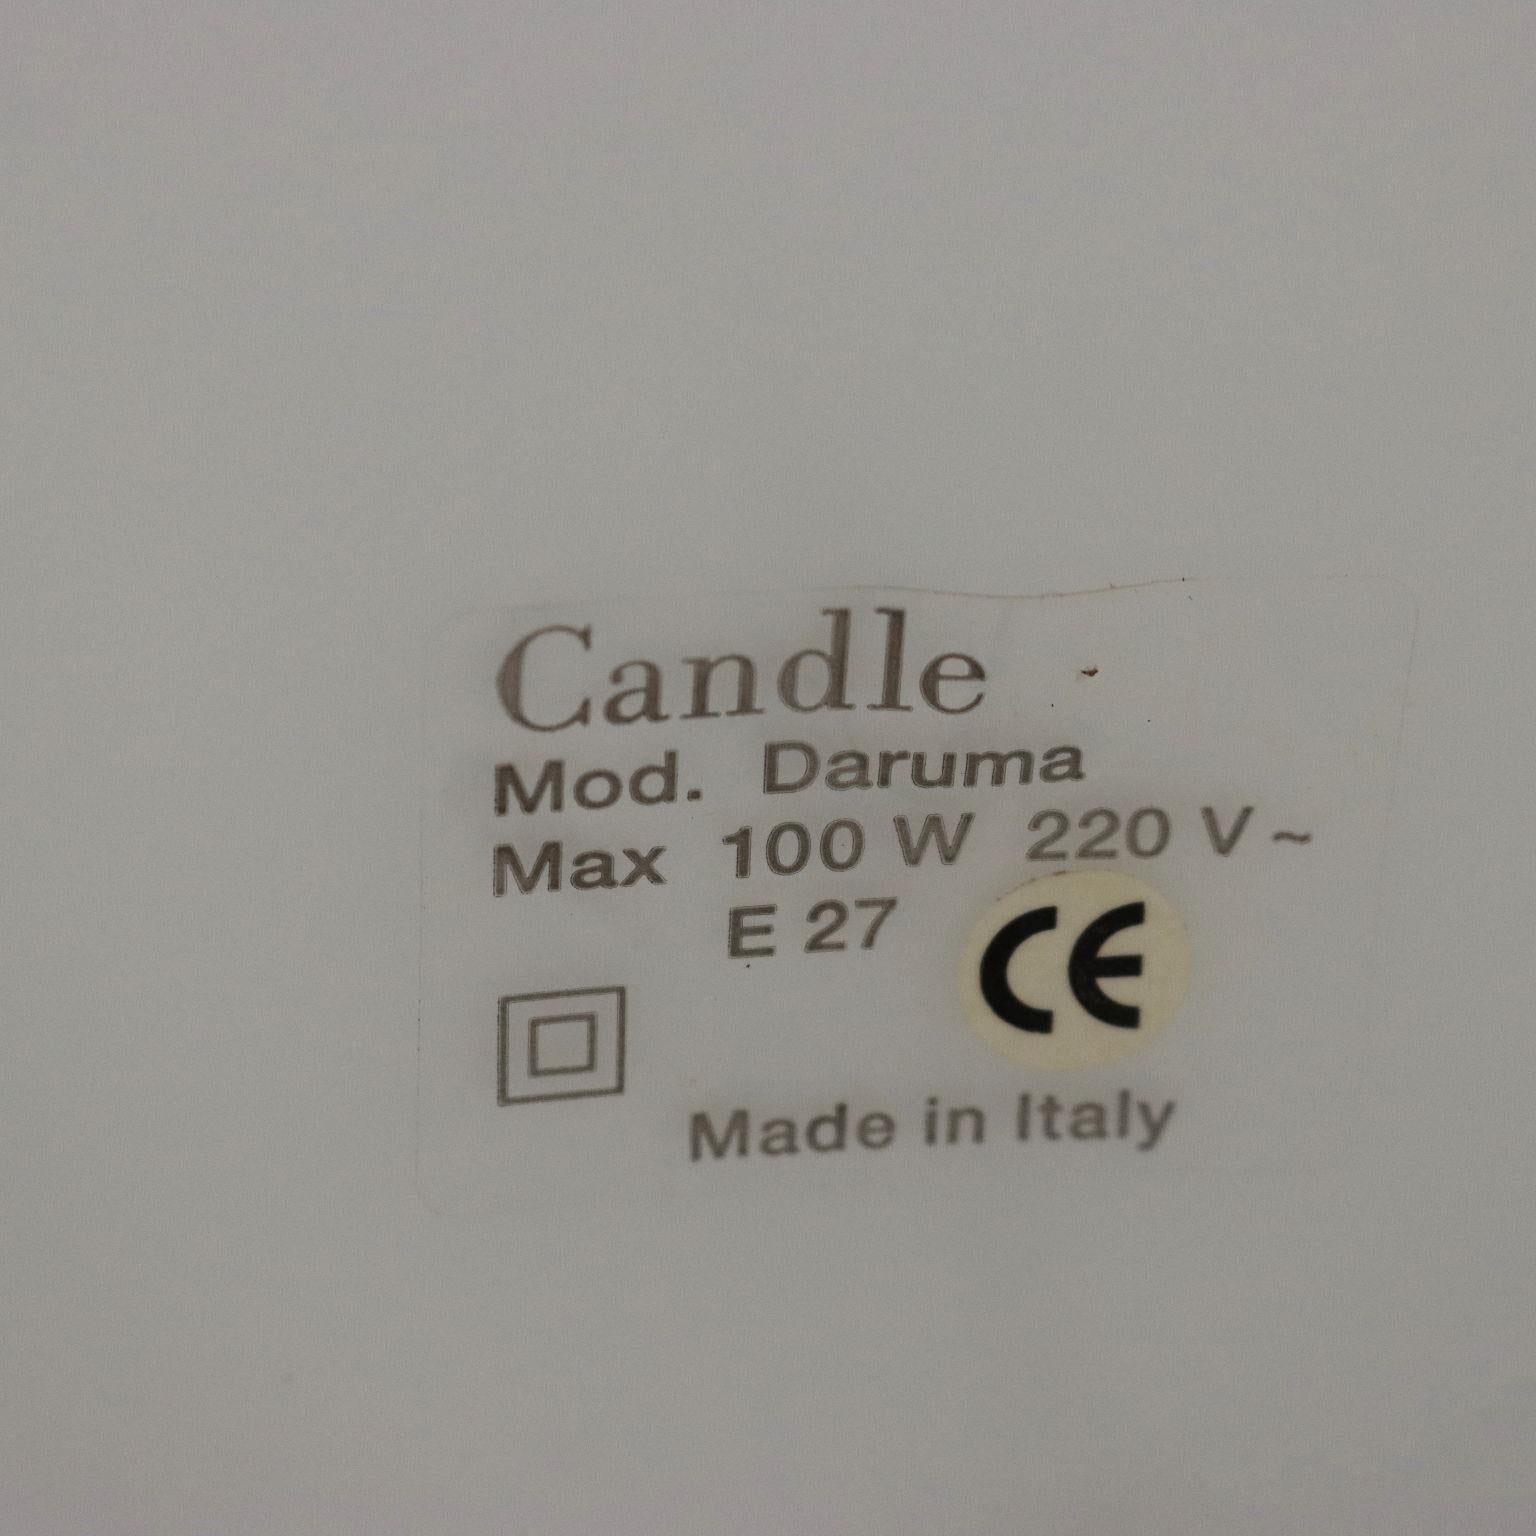 Candle
Mod. Daruma
Max 100 W 220 V ~
E 27
CE
Made in Italy